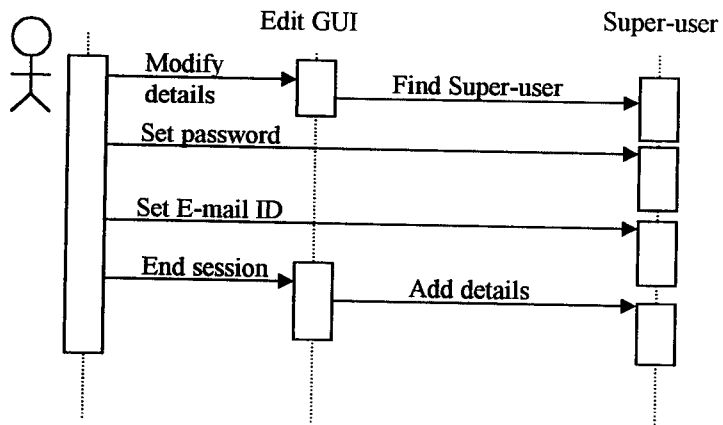 Edit GUI
Super-user
Modify
details
Find Super-user
Set password
Set E-mail ID
End session
Add details